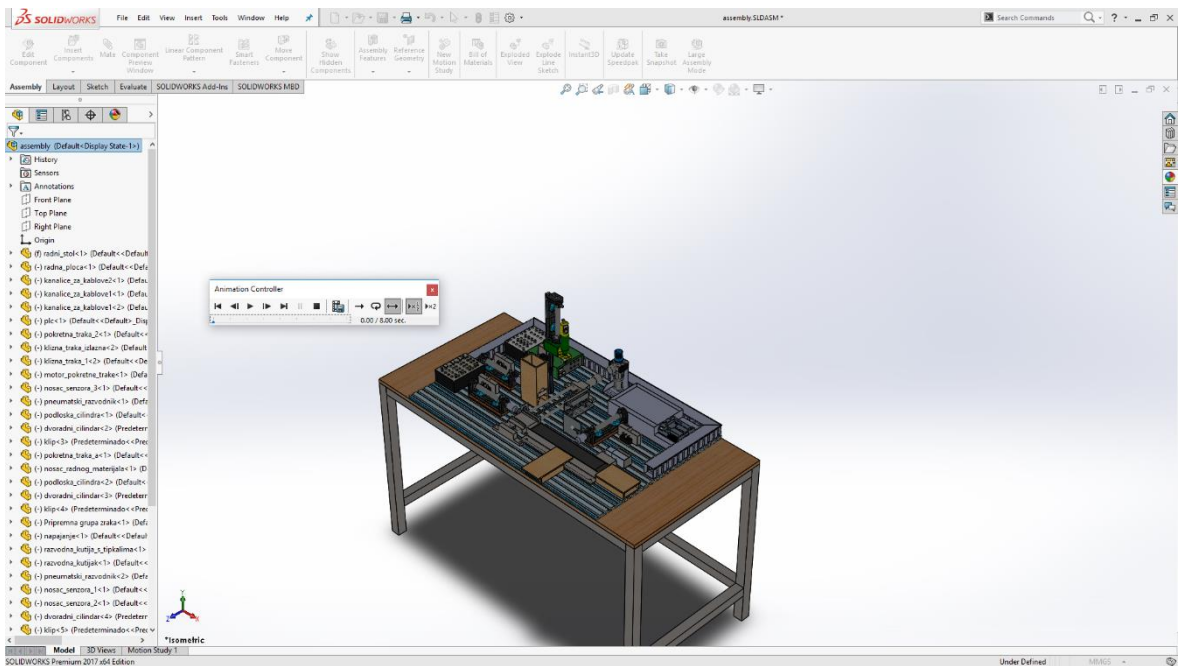 SOLIDWORKS File Edit View Insert Tools Window Help assembly.SLDASM * Search Commands
Edit Component
Insert Components
Mate
Component Preview Window
Linear Component Pattern
Smart Fasteners
Move Component
Show Hidden Components
Assembly Features
Reference Geometry
New Motion Study
Bill of Materials
Exploded View
Explode Line Sketch
Instant3D
Update Speedpak
Take Snapshot
Large Assembly Mode
Assembly Layout Sketch Evaluate SOLIDWORKS Add-Ins SOLIDWORKS MBD
assembly (Default<Display State-1>)
History
Sensors
Annotations
Front Plane
Top Plane
Right Plane
Origin
(f) radni_stol<1> (Default<<Default
(-) radna_ploca<1> (Default<<Defa
(-) kanalice_za_kablove2<1> (Defau
(-) kanalice_za_kablove1<1> (Defau
(-) kanalice_za_kablove1<2> (Defau
(-) plc<1> (Default<<Default>_Disp
(-) pokretna_traka_2<1> (Default<<
(-) klizna_traka_izlazna<2> (Default
(-) klizna_traka_1<2> (Default<<De
(-) motor_pokretne_trake<1> (Defa
(-) nosac_senzora_3<1> (Default<<
(-) pneumatski_razvodnik<1> (Defa
(-) podloska_cilindra<1> (Default<
(-) dvoradni_cilindar<2> (Predeterr
(-) klip<3> (Predeterminado<<Prec
(-) pokretna_traka_a<1> (Default<<
(-) nosac_radnog_materijala<1> (D
(-) podloska_cilindra<2> (Default<
(-) dvoradni_cilindar<3> (Predeterr
(-) klip<4> (Predeterminado<<Prec
(-) Pripremna grupa zraka<1> (Defa
(-) napajanje<1> (Default<<Default
(-) razvodna_kutija_s_tipkalima<1>
(-) razvodna_kutijak<1> (Default<<
(-) pneumatski_razvodnik<2> (Defa
(-) nosac_senzora_1<1> (Default<<
(-) nosac_senzora_2<1> (Default<<
(-) dvoradni_cilindar<4> (Predeterr
(-) klip<5> (Predeterminado<<Prec
Animation Controller
0.00 / 8.00 sec.
*Isometric
Model 3D Views Motion Study 1
SOLIDWORKS Premium 2017 x64 Edition Under Defined MMGS